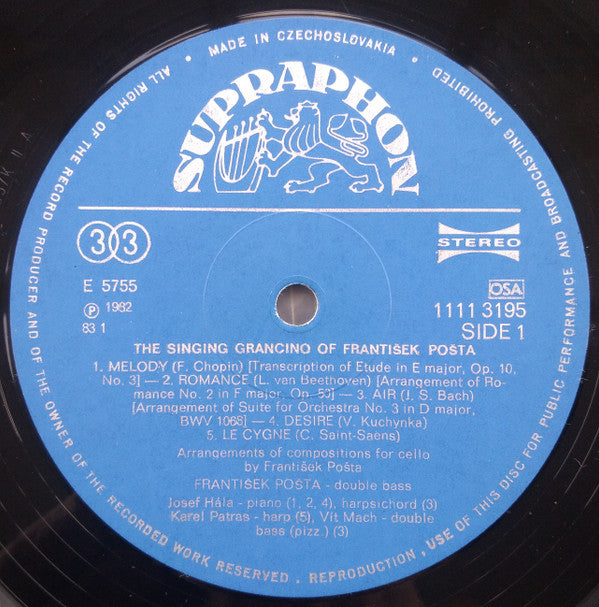 MADE IN CZECHOSLOVAKIA
SUPRAPHON
33
STEREO
E 5755
OSA
℗ 1982
1111 3195
83 1
SIDE 1
THE SINGING GRANCINO OF FRANTIŠEK POŠTA
1. MELODY (F. Chopin) [Transcription of Etude in E major, Op. 10,
No. 3] — 2. ROMANCE (L. van Beethoven) [Arrangement of Ro-
mance No. 2 in F major, Op. 50] — 3. AIR (J. S. Bach)
[Arrangement of Suite for Orchestra No. 3 in D major,
BWV 1068] — 4. DESIRE (V. Kuchynka)
5. LE CYGNE (C. Saint-Saens)
Arrangements of compositions for cello
by František Pošta
FRANTIŠEK POŠTA - double bass
Josef Hála - piano (1, 2, 4), harpsichord (3)
Karel Patras - harp (5), Vít Mach - double
bass (pizz.) (3)
ALL RIGHTS OF THE RECORD PRODUCER AND OF THE OWNER OF THE RECORDED WORK RESERVED . REPRODUCTION , USE OF THIS DISC FOR PUBLIC PERFORMANCE AND BROADCASTING PROHIBITED